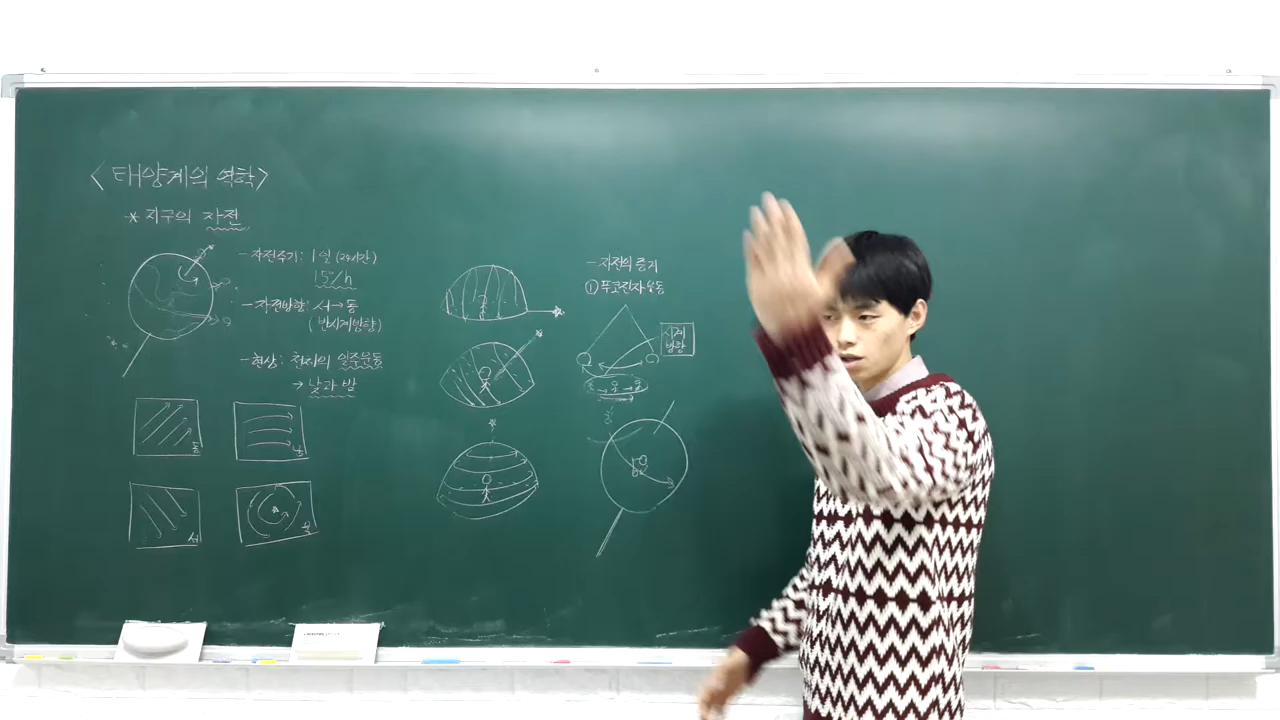 <태양계의 역학>
* 지구의 자전
- 자전주기: 1일 (24시간)
15°/h
- 자전방향: 서→동
(반시계방향)
- 현상: 천체의 일주운동
→ 낮과 밤
동
남
서
북
- 자전의 증거
① 푸코진자운동
시계
방향